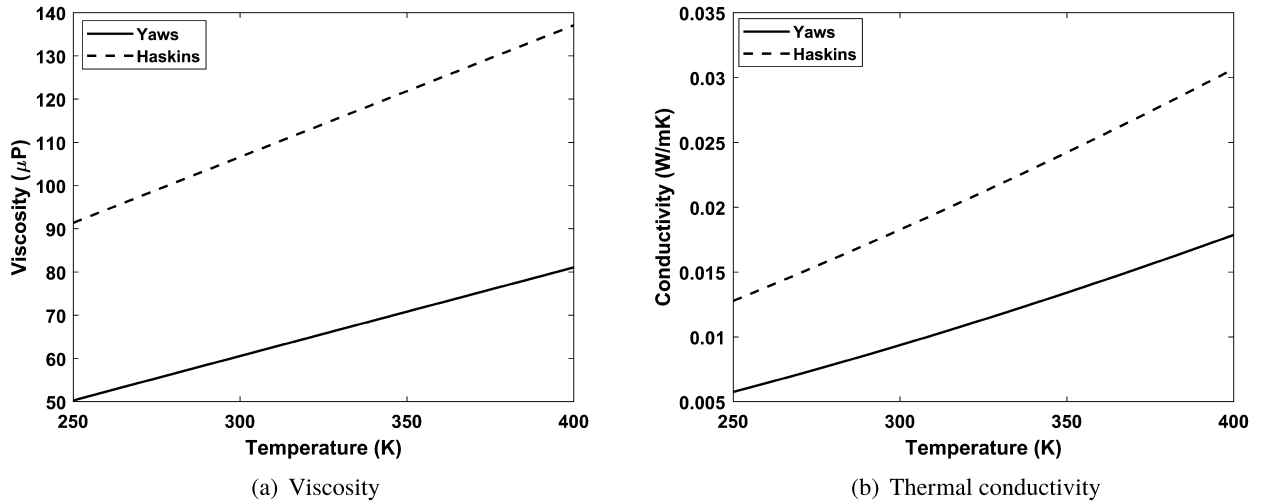 140
130
120
110
100
90
80
70
60
50
250
300
350
400
Viscosity (μP)
Temperature (K)
Yaws
Haskins
(a) Viscosity
0.035
0.03
0.025
0.02
0.015
0.01
0.005
250
300
350
400
Conductivity (W/mK)
Temperature (K)
Yaws
Haskins
(b) Thermal conductivity